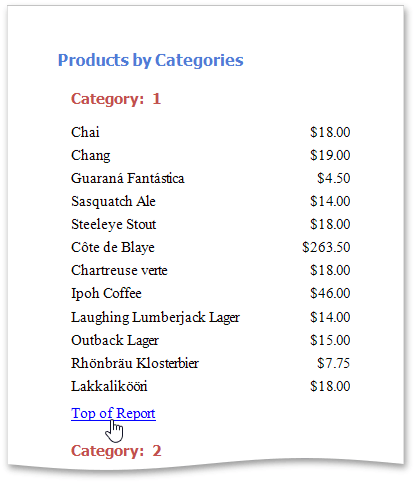 Products by Categories
Category: 1
Chai $18.00
Chang $19.00
Guaraná Fantástica $4.50
Sasquatch Ale $14.00
Steeleye Stout $18.00
Côte de Blaye $263.50
Chartreuse verte $18.00
Ipoh Coffee $46.00
Laughing Lumberjack Lager $14.00
Outback Lager $15.00
Rhönbräu Klosterbier $7.75
Lakkalikööri $18.00
Top of Report
Category: 2